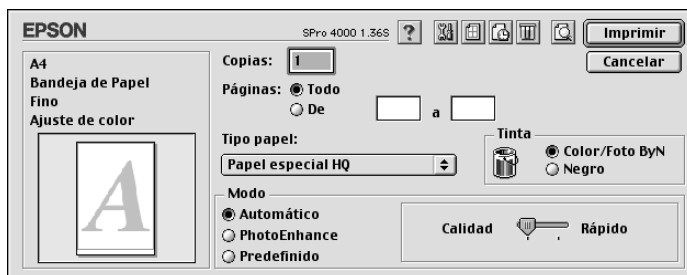 EPSON
SPro 4000 1.36S
?
Imprimir
Cancelar
A4
Bandeja de Papel
Fino
Ajuste de color
A
Copias: 1
Páginas: Todo
De a
Tipo papel:
Papel especial HQ
Tinta
Color/Foto ByN
Negro
Modo
Automático
PhotoEnhance
Predefinido
Calidad Rápido